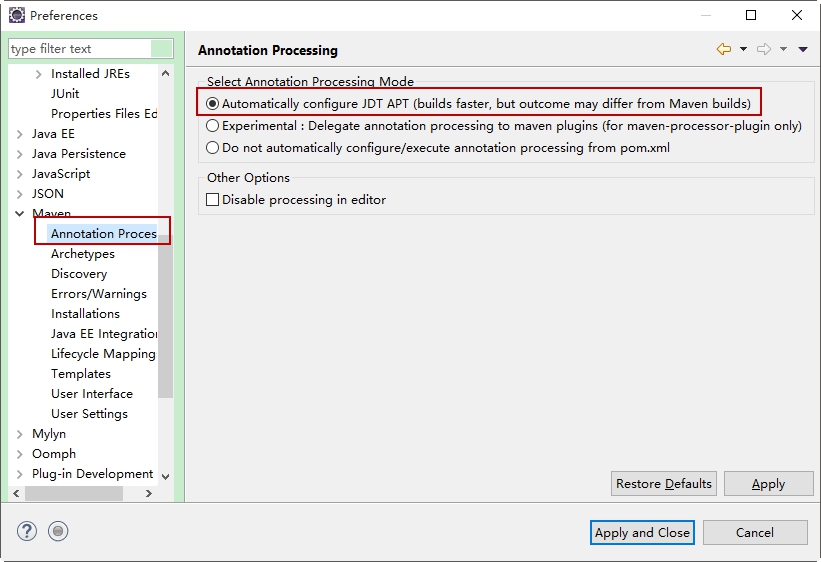 Preferences
type filter text
Installed JREs
JUnit
Properties Files Ed
Java EE
Java Persistence
JavaScript
JSON
Maven
Annotation Proces
Archetypes
Discovery
Errors/Warnings
Installations
Java EE Integration
Lifecycle Mapping
Templates
User Interface
User Settings
Mylyn
Oomph
Plug-in Development
Annotation Processing
Select Annotation Processing Mode
Automatically configure JDT APT (builds faster, but outcome may differ from Maven builds)
Experimental : Delegate annotation processing to maven plugins (for maven-processor-plugin only)
Do not automatically configure/execute annotation processing from pom.xml
Other Options
Disable processing in editor
Restore Defaults
Apply
?
Apply and Close
Cancel